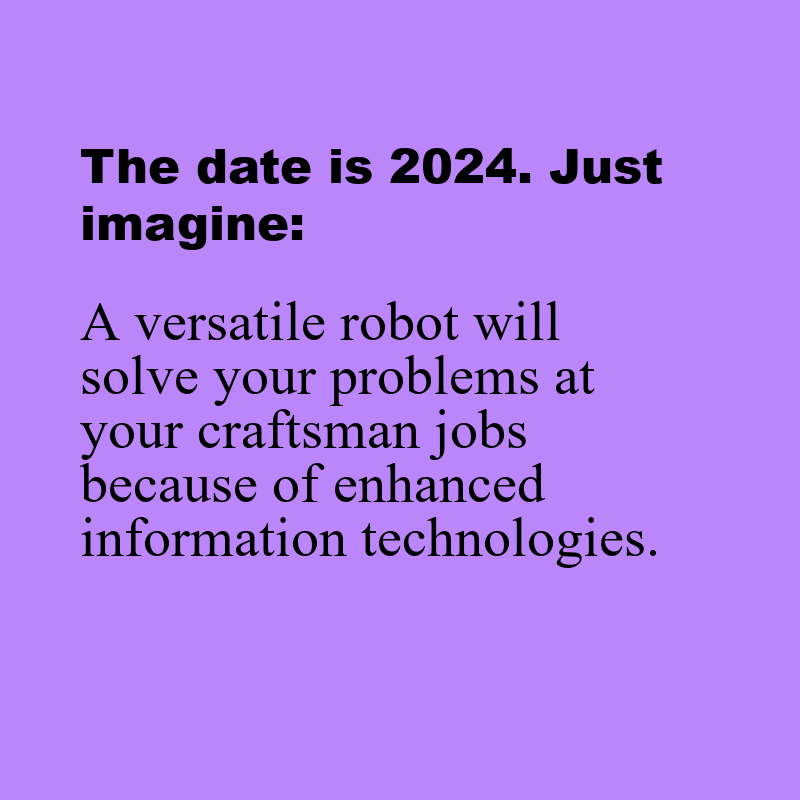 The date is 2024. Just
imagine:
A versatile robot will
solve your problems at
your craftsman jobs
because of enhanced
information technologies.